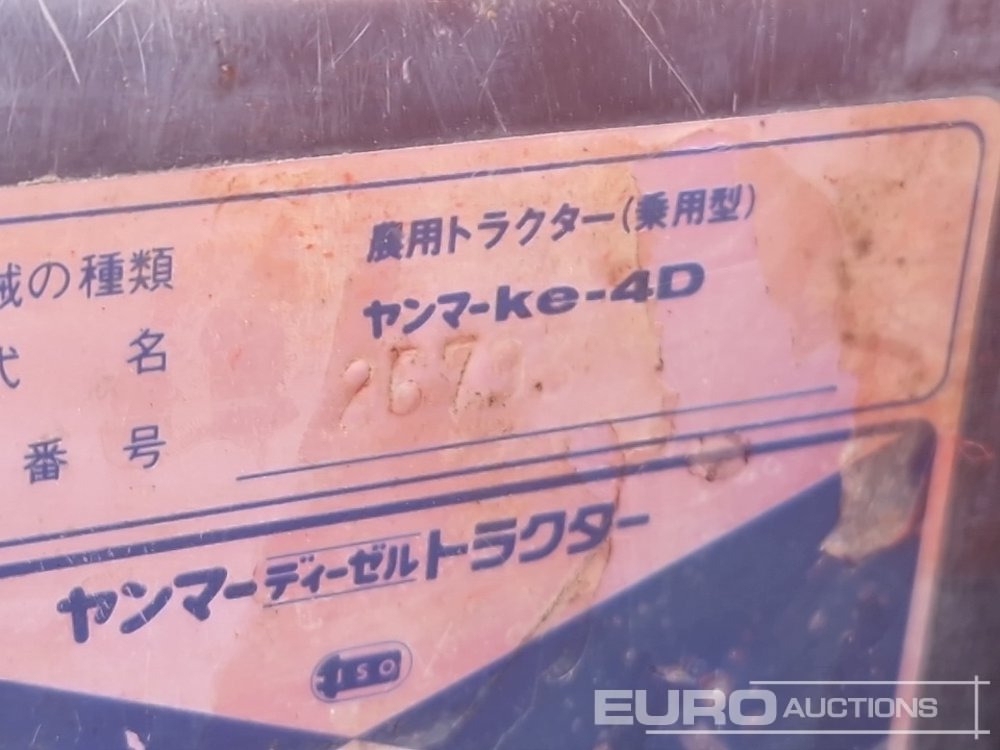 械の種類 農用トラクター(乗用型)
名 ヤンマーke-4D
番号
ヤンマーディーゼルトラクター
ISO
EURO AUCTIONS